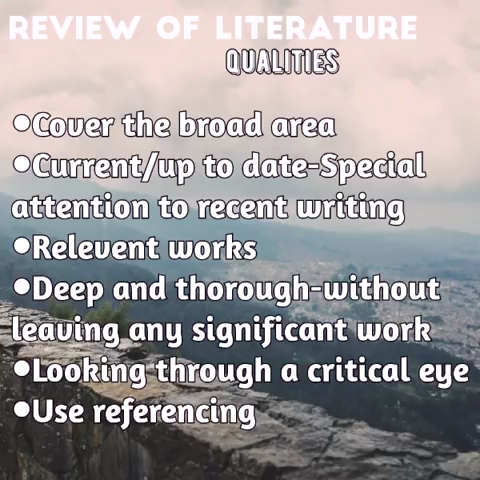 REVIEW OF LITERATURE
QUALITIES
•Cover the broad area
•Current/up to date-Special
attention to recent writing
•Relevent works
•Deep and thorough-without
leaving any significant work
•Looking through a critical eye
•Use referencing